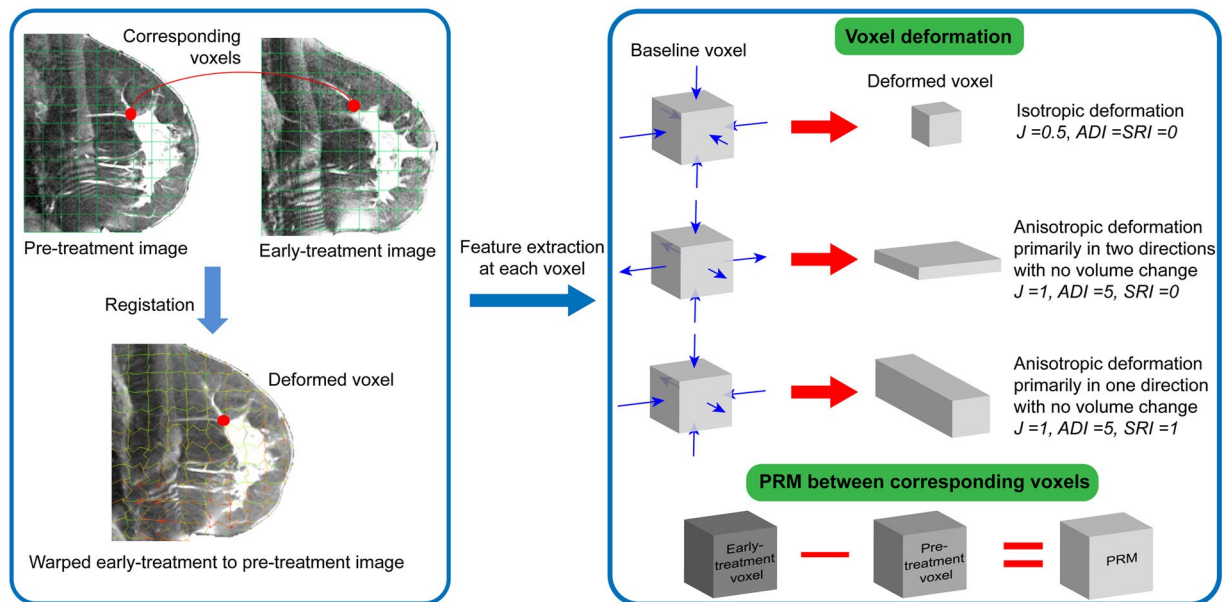 Corresponding
voxels
Pre-treatment image
Early-treatment image
Registation
Deformed voxel
Warped early-treatment to pre-treatment image
Feature extraction
at each voxel
Voxel deformation
Baseline voxel
Deformed voxel
Isotropic deformation
J =0.5, ADI =SRI =0
Anisotropic deformation
primarily in two directions
with no volume change
J =1, ADI =5, SRI =0
Anisotropic deformation
primarily in one direction
with no volume change
J =1, ADI =5, SRI =1
PRM between corresponding voxels
Early-
treatment
voxel
Pre-
treatment
voxel
PRM